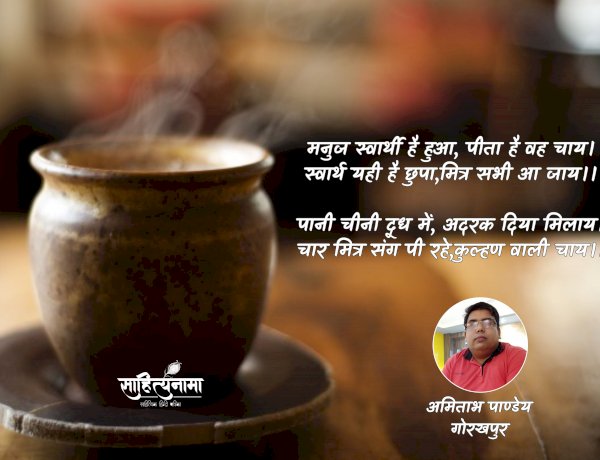 मनुज स्वार्थी है हुआ, पीता है वह चाय।
स्वार्थ यही है छुपा,मित्र सभी आ जाय।।
पानी चीनी दूध में, अदरक दिया मिलाय।
चार मित्र संग पी रहे,कुल्हण वाली चाय।।
साहित्यनामा
अमिताभ पाण्डेय
गोरखपुर